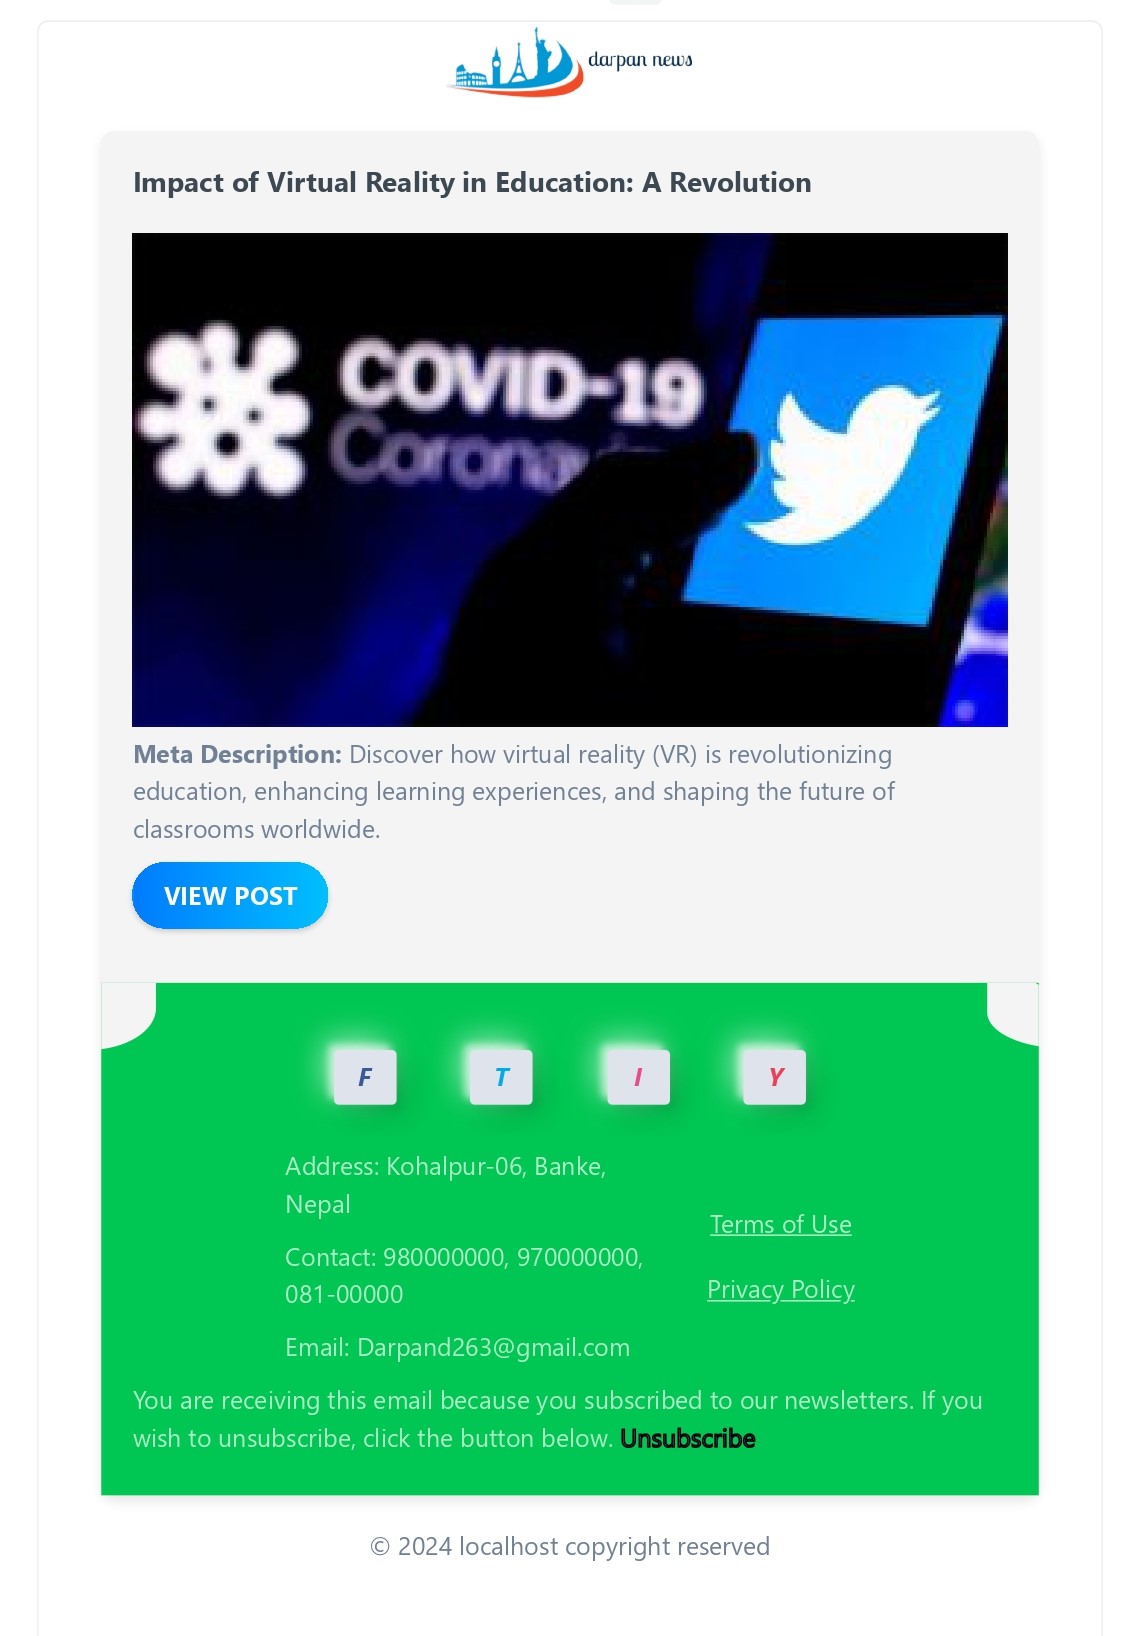 darpan news
Impact of Virtual Reality in Education: A Revolution
COVID-19
Meta Description: Discover how virtual reality (VR) is revolutionizing
education, enhancing learning experiences, and shaping the future of
classrooms worldwide.
VIEW POST
F T I Y
Address: Kohalpur-06, Banke,
Nepal
Contact: 980000000, 970000000,
081-00000
Email: Darpand263@gmail.com
Terms of Use
Privacy Policy
You are receiving this email because you subscribed to our newsletters. If you
wish to unsubscribe, click the button below. Unsubscribe
© 2024 localhost copyright reserved